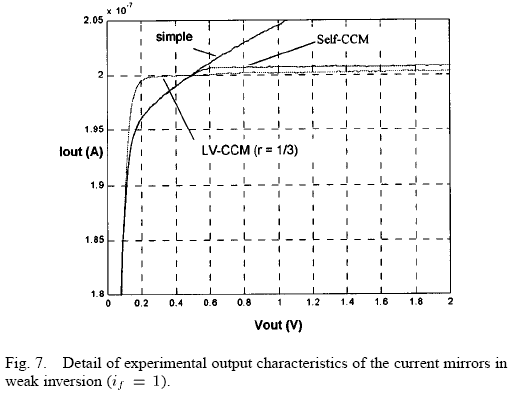 x 10⁻⁷
2.05
simple
Self-CCM
2
1.95
Iout (A)
LV-CCM (r = 1/3)
1.9
1.85
1.8
0 0.2 0.4 0.6 0.8 1 1.2 1.4 1.6 1.8 2
Vout (V)
Fig. 7. Detail of experimental output characteristics of the current mirrors in
weak inversion (i_f = 1).